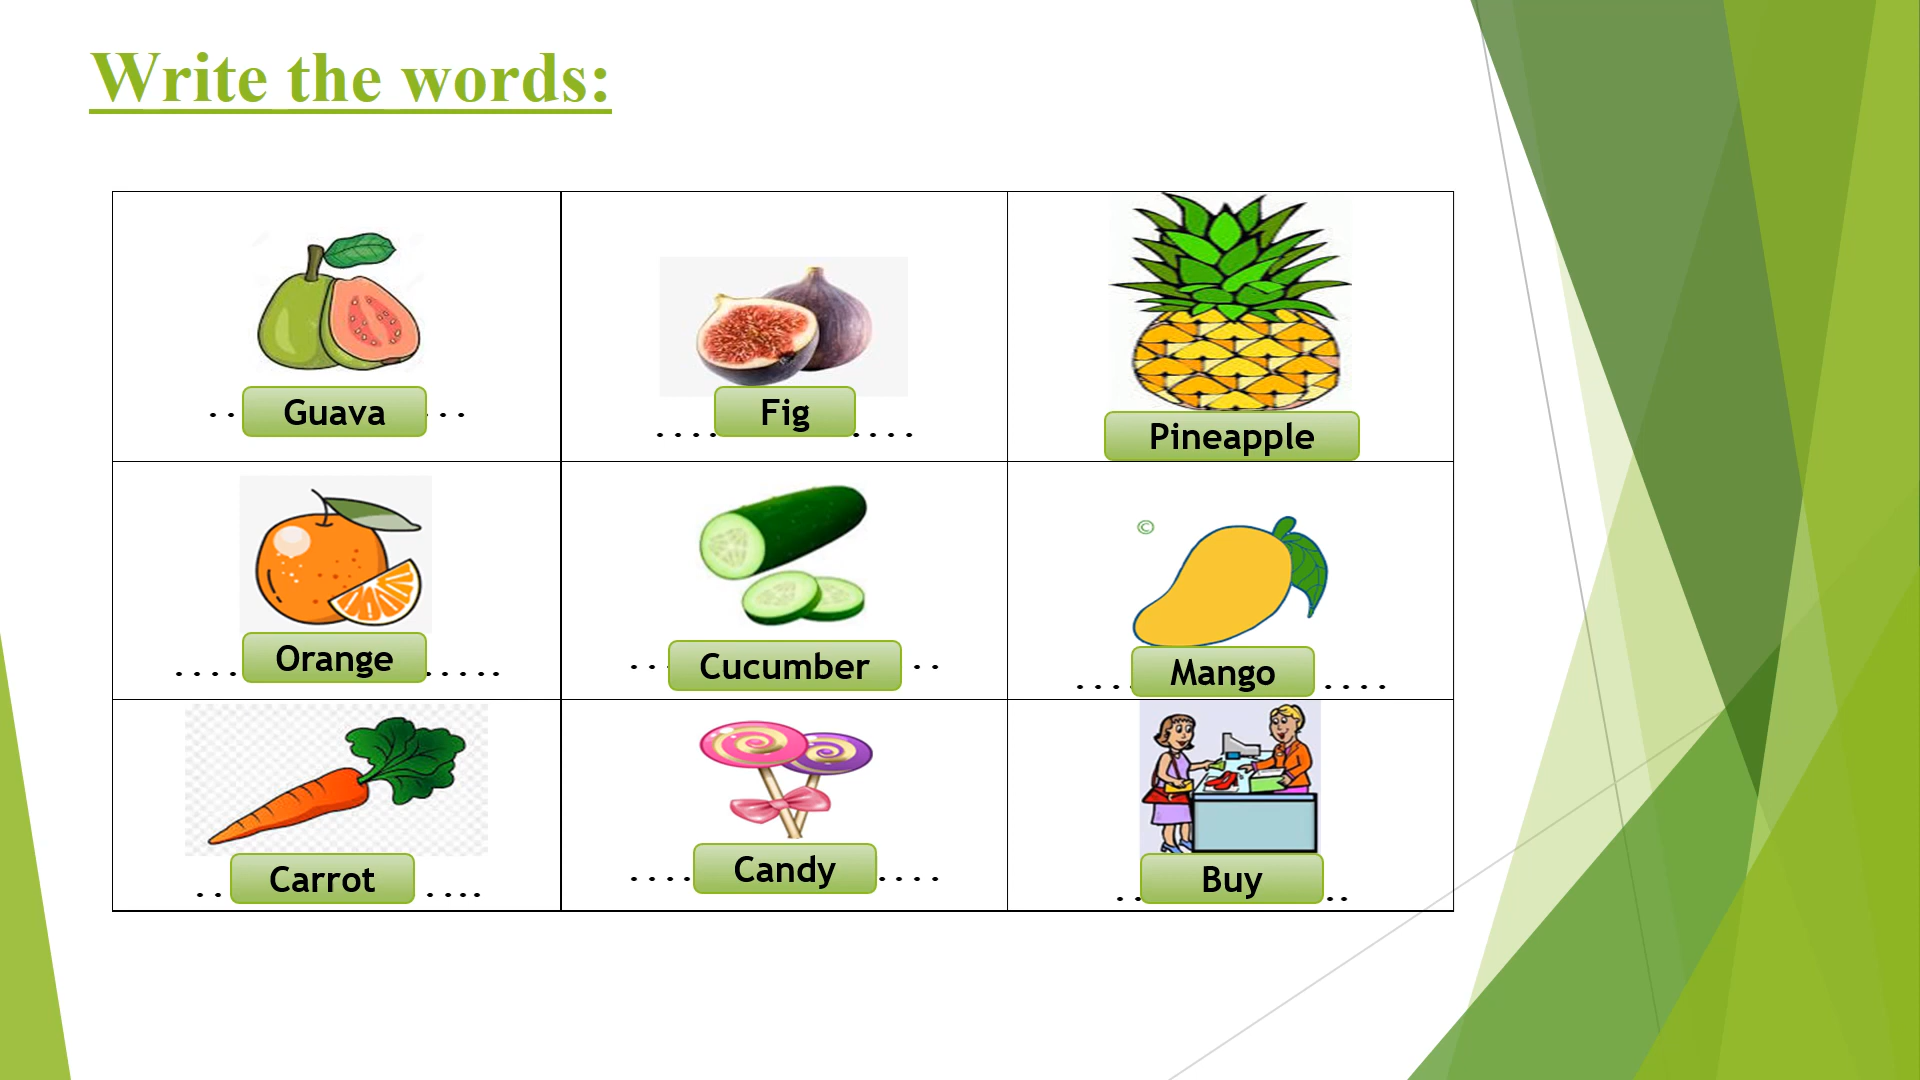 Write the words:
Guava
Fig
Pineapple
Orange
Cucumber
©
Mango
Carrot
Candy
Buy